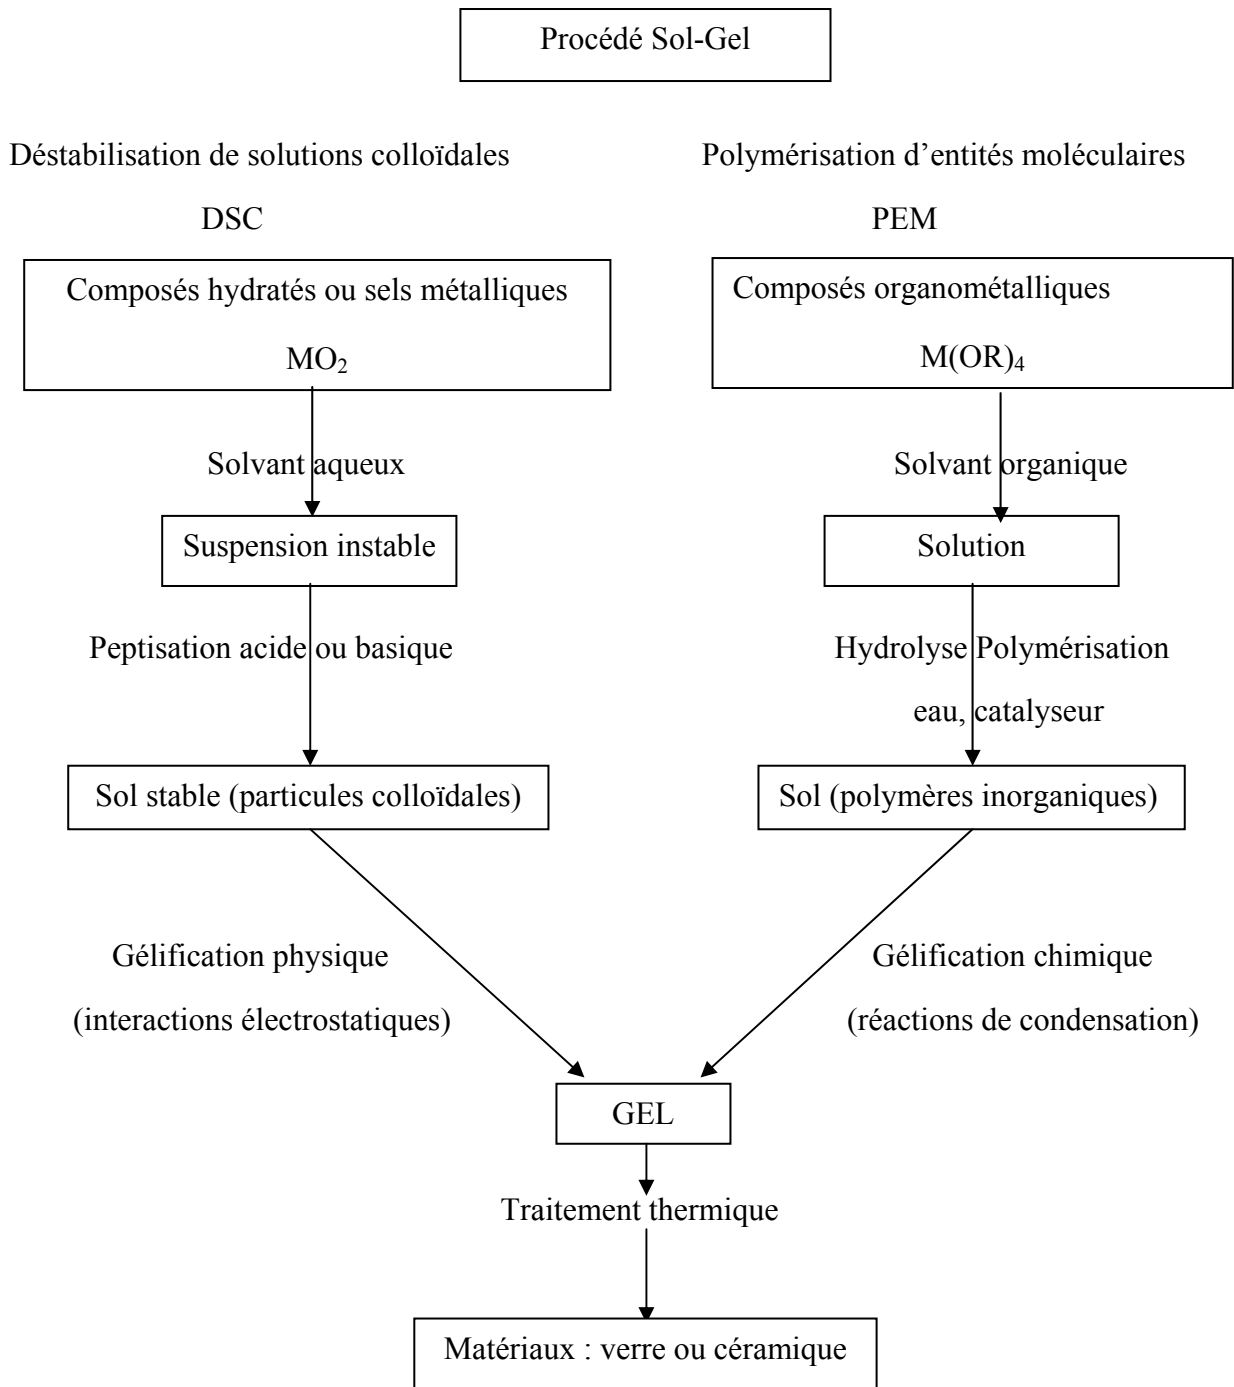 Procédé Sol-Gel
Déstabilisation de solutions colloïdales
DSC
Composés hydratés ou sels métalliques
MO₂
Solvant aqueux
Suspension instable
Peptisation acide ou basique
Sol stable (particules colloïdales)
Gélification physique
(interactions électrostatiques)
Polymérisation d’entités moléculaires
PEM
Composés organométalliques
M(OR)₄
Solvant organique
Solution
Hydrolyse Polymérisation
eau, catalyseur
Sol (polymères inorganiques)
Gélification chimique
(réactions de condensation)
GEL
Traitement thermique
Matériaux : verre ou céramique